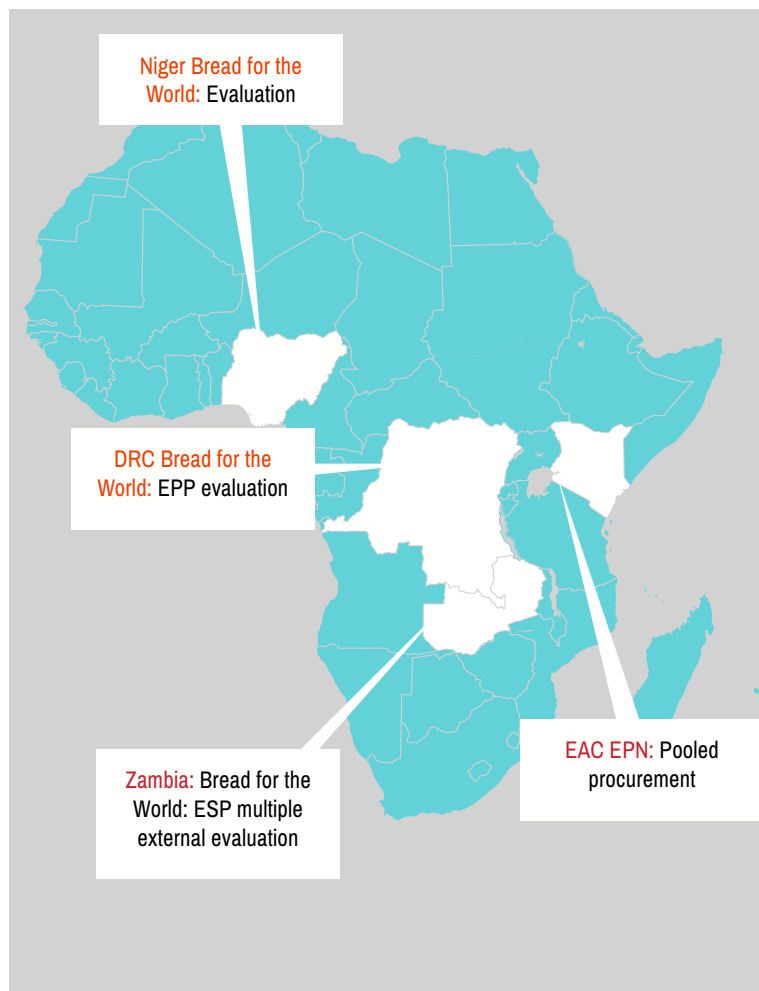 Niger Bread for the
World: Evaluation
DRC Bread for the
World: EPP evaluation
EAC EPN: Pooled
procurement
Zambia: Bread for the
World: ESP multiple
external evaluation